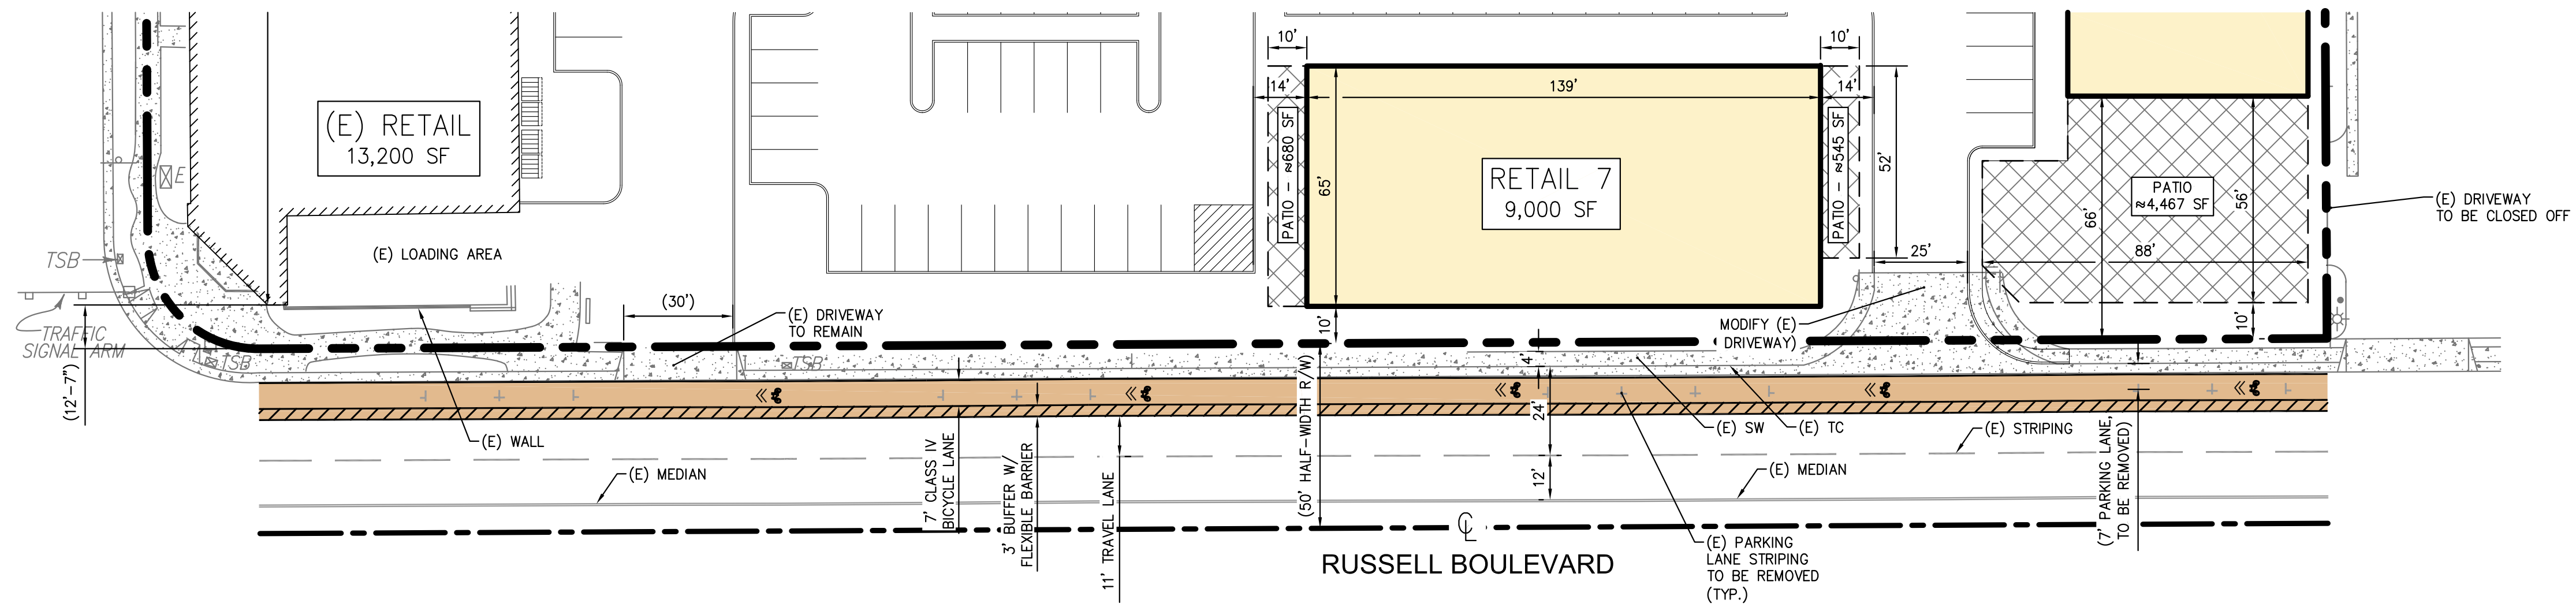 10'
10'
14'
139'
14'
(E) RETAIL
13,200 SF
PATIO - ≈680 SF
65'
RETAIL 7
9,000 SF
PATIO - ≈545 SF
52'
PATIO
≈4,467 SF
66'
56'
88'
25'
(E) DRIVEWAY
TO BE CLOSED OFF
E
TSB
(E) LOADING AREA
TRAFFIC
SIGNAL ARM
TSB
(30')
(E) DRIVEWAY
TO REMAIN
TSB
10'
MODIFY (E)
DRIVEWAY)
10'
4'
(12'-7")
(E) WALL
(E) MEDIAN
7' CLASS IV
BICYCLE LANE
3' BUFFER W/
FLEXIBLE BARRIER
11' TRAVEL LANE
(50' HALF-WIDTH R/W)
24'
12'
(E) SW
(E) TC
(E) STRIPING
(E) MEDIAN
(7' PARKING LANE,
TO BE REMOVED)
CL
RUSSELL BOULEVARD
(E) PARKING
LANE STRIPING
TO BE REMOVED
(TYP.)